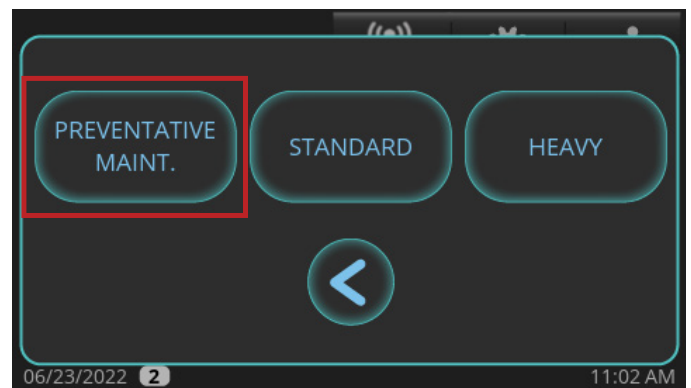 PREVENTATIVE
MAINT.
STANDARD
HEAVY
06/23/2022 2
11:02 AM